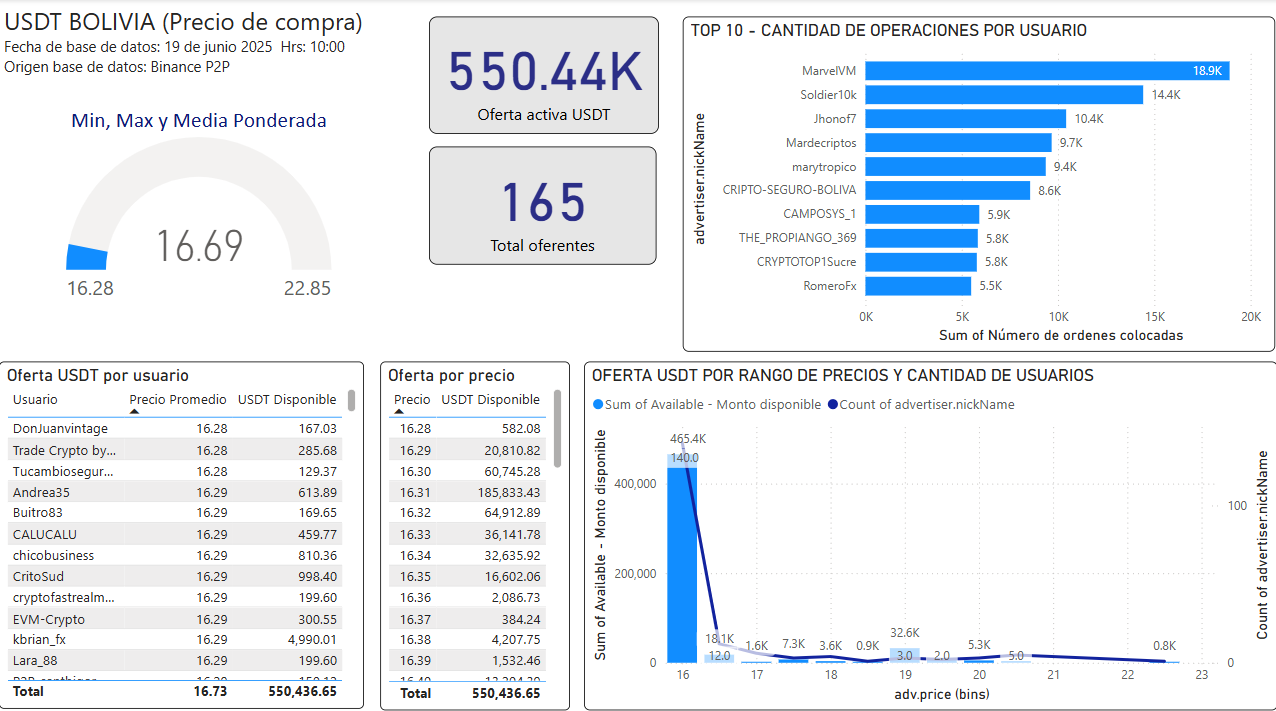 USDT BOLIVIA (Precio de compra)
Fecha de base de datos: 19 de junio 2025 Hrs: 10:00
Origen base de datos: Binance P2P
Min, Max y Media Ponderada
16.69
16.28 22.85
550.44K
Oferta activa USDT
165
Total oferentes
TOP 10 - CANTIDAD DE OPERACIONES POR USUARIO
advertiser.nickName
MarvelVM 18.9K
Soldier10k 14.4K
Jhonof7 10.4K
Mardecriptos 9.7K
marytropico 9.4K
CRIPTO-SEGURO-BOLIVA 8.6K
CAMPOSYS_1 5.9K
THE_PROPIANGO_369 5.8K
CRYPTOTOP1Sucre 5.8K
RomeroFx 5.5K
0K 5K 10K 15K 20K
Sum of Número de ordenes colocadas
Oferta USDT por usuario
Usuario Precio Promedio USDT Disponible
DonJuanvintage 16.28 167.03
Trade Crypto by... 16.28 285.68
Tucambiosegur... 16.28 129.37
Andrea35 16.29 613.89
Buitro83 16.29 169.65
CALUCALU 16.29 459.77
chicobusiness 16.29 810.36
CritoSud 16.29 998.40
cryptofastrealm... 16.29 199.60
EVM-Crypto 16.29 300.55
kbrian_fx 16.29 4,990.01
Lara_88 16.29 199.60
Total 16.73 550,436.65
Oferta por precio
Precio USDT Disponible
16.28 582.08
16.29 20,810.82
16.30 60,745.28
16.31 185,833.43
16.32 64,912.89
16.33 36,141.78
16.34 32,635.92
16.35 16,602.06
16.36 2,086.73
16.37 384.24
16.38 4,207.75
16.39 1,532.46
Total 550,436.65
OFERTA USDT POR RANGO DE PRECIOS Y CANTIDAD DE USUARIOS
Sum of Available - Monto disponible Count of advertiser.nickName
Sum of Available - Monto disponible
400,000
200,000
0
465.4K
140.0
18.1K
12.0
1.6K
7.3K
3.6K
0.9K
32.6K
3.0
2.0
5.3K
5.0
0.8K
100
0
Count of advertiser.nickName
16 17 18 19 20 21 22 23
adv.price (bins)